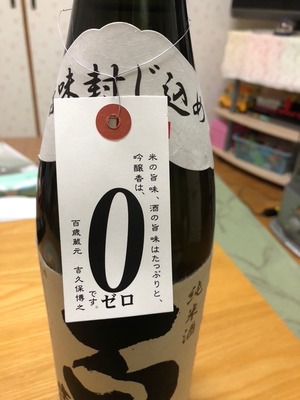 旨味封じ込め
米の旨味、酒の旨味はたっぷりと、
吟醸香は、
0
ゼロ
です。
百歳蔵元 吉久保博之
純米酒